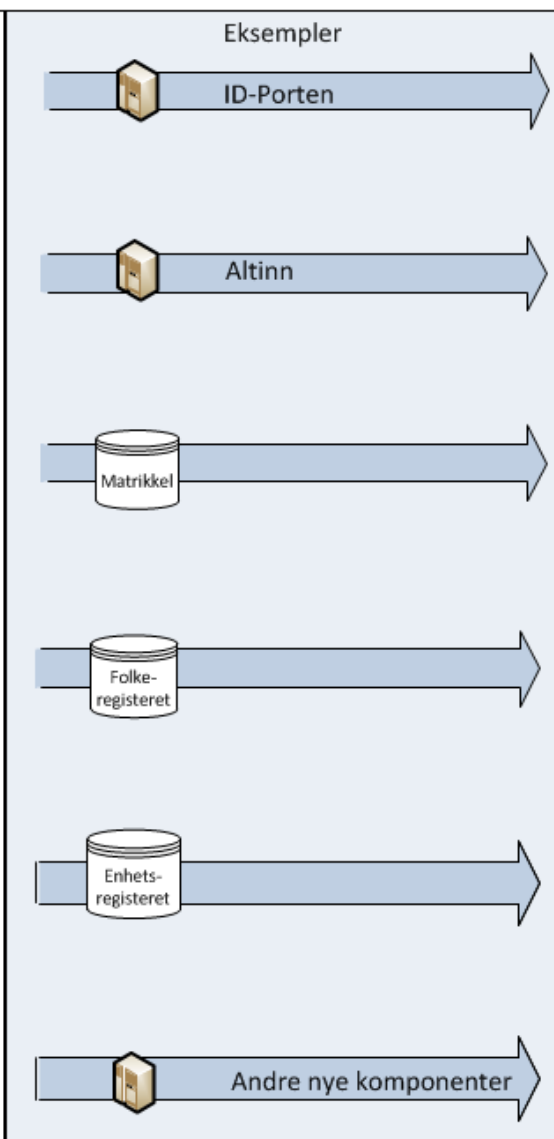 Eksempler
ID-Porten
Altinn
Matrikkel
Folke-
registeret
Enhets-
registeret
Andre nye komponenter